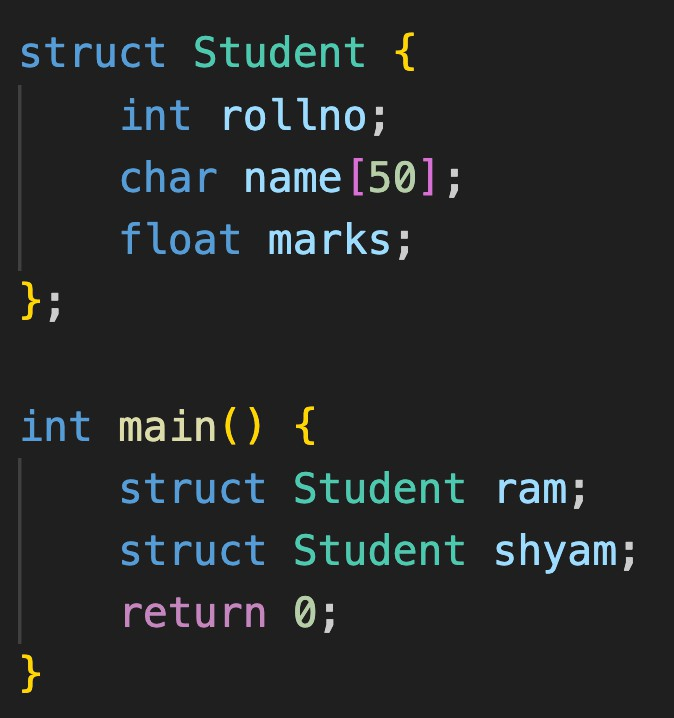 struct Student {
    int rollno;
    char name[50];
    float marks;
};

int main() {
    struct Student ram;
    struct Student shyam;
    return 0;
}